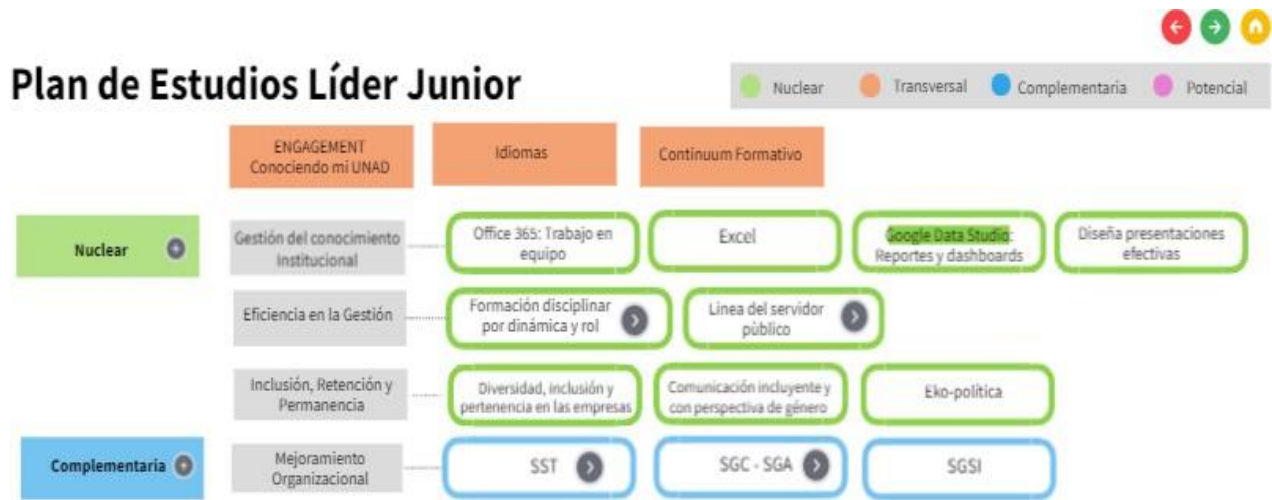 Plan de Estudios Líder Junior
Nuclear
Transversal
Complementaria
Potencial
ENGAGEMENT
Conociendo mi UNAD
Idiomas
Continuum Formativo
Nuclear
Gestión del conocimiento
Institucional
Office 365: Trabajo en
equipo
Excel
Google Data Studio:
Reportes y dashboards
Diseña presentaciones
efectivas
Eficiencia en la Gestión
Formación disciplinar
por dinámica y rol
Linea del servidor
público
Inclusión, Retención y
Permanencia
Diversidad, inclusión y
pertenencia en las empresas
Comunicación incluyente y
con perspectiva de género
Eko-política
Complementaria
Mejoramiento
Organizacional
SST
SGC - SGA
SGSI